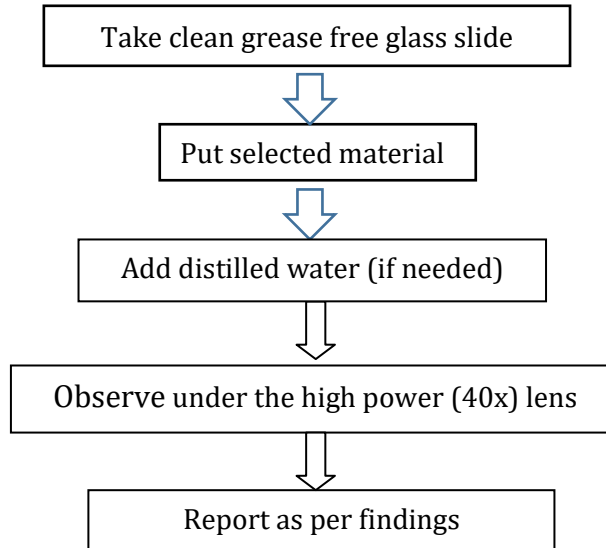 Take clean grease free glass slide
Put selected material
Add distilled water (if needed)
Observe under the high power (40x) lens
Report as per findings